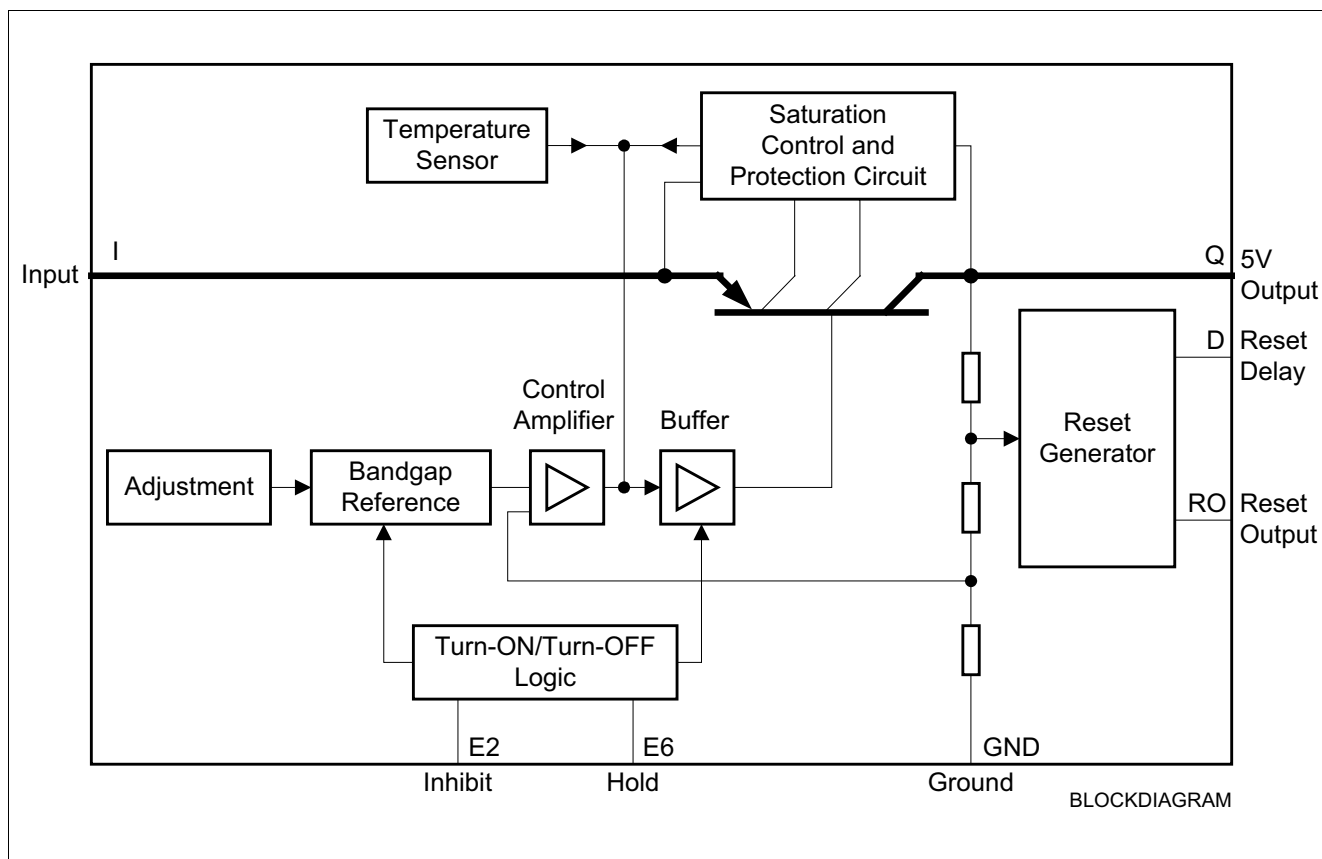 Temperature
Sensor
Saturation
Control and
Protection Circuit
I
Input
Q
5V
Output
D
Reset
Delay
Control
Amplifier
Buffer
Reset
Generator
Adjustment
Bandgap
Reference
RO
Reset
Output
Turn-ON/Turn-OFF
Logic
E2
E6
GND
Inhibit
Hold
Ground
BLOCKDIAGRAM